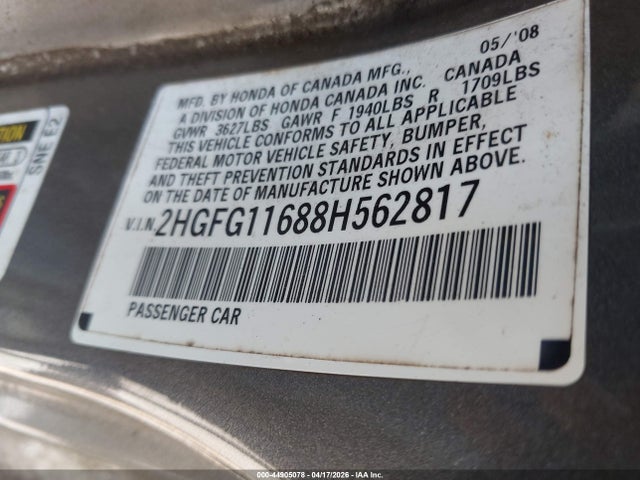 05/'08
MFD. BY HONDA OF CANADA MFG.,
A DIVISION OF HONDA CANADA INC. CANADA
GVWR 3627LBS GAWR F 1940LBS R 1709LBS
THIS VEHICLE CONFORMS TO ALL APPLICABLE
FEDERAL MOTOR VEHICLE SAFETY, BUMPER,
AND THEFT PREVENTION STANDARDS IN EFFECT
ON THE DATE OF MANUFACTURE SHOWN ABOVE.
V.I.N. 2HGFG11688H562817
PASSENGER CAR
SNE E2
000-44905078 - 04/17/2026 - IAA Inc.